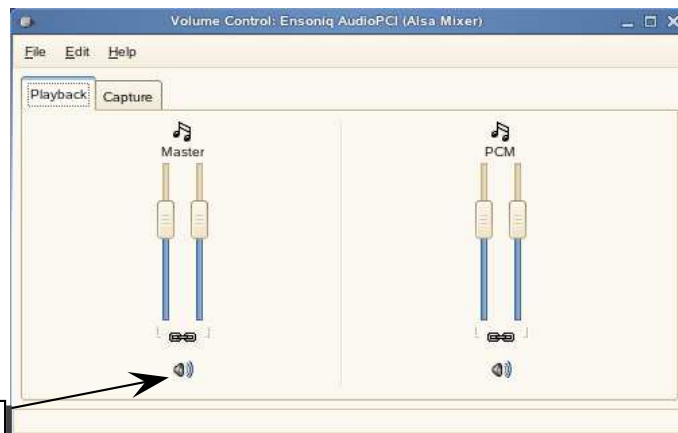 Volume Control: Ensoniq AudioPCI (Alsa Mixer)
File Edit Help
Playback Capture
Master PCM